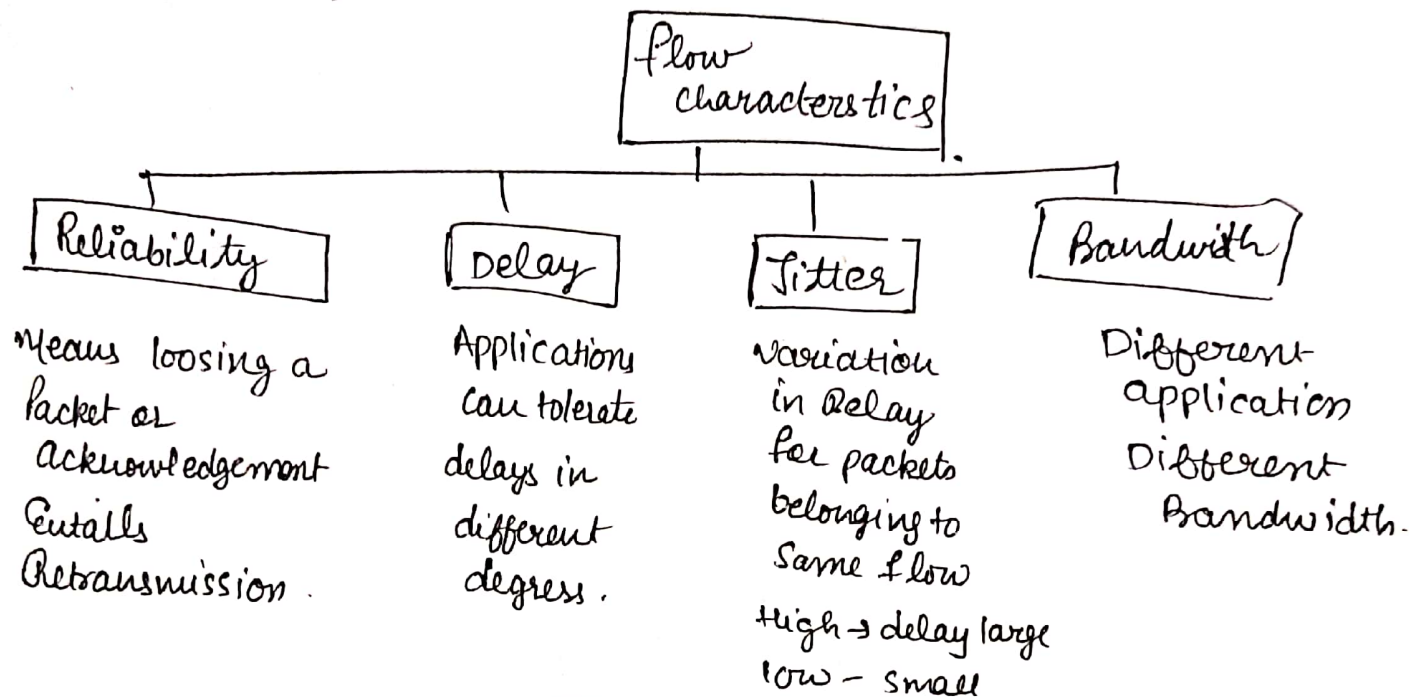 flow
characterstics
Reliability
Means loosing a
Packet or
acknowledgement
Entails
Retransmission.
Delay
Applications
can tolerate
delays in
different
degress.
Jitter
variation
in Delay
for packets
belonging to
Same flow
High → delay large
low - small
Bandwith
Different
application
Different
Bandwidth.